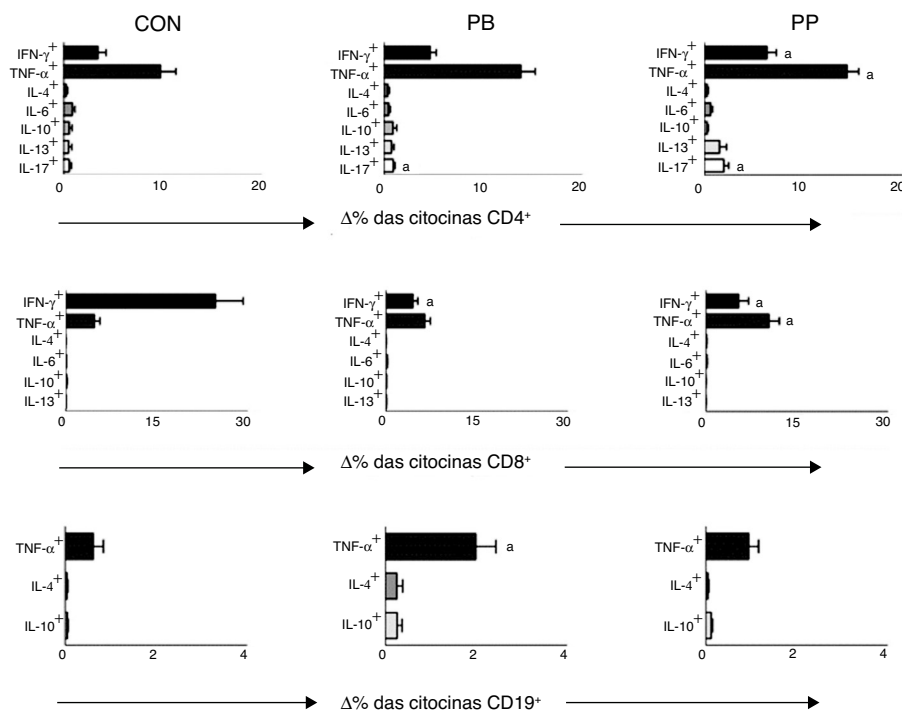 CON PB PP
IFN-γ+ IFN-γ+ IFN-γ+ a
TNF-α+ TNF-α+ TNF-α+ a
IL-4+ IL-4+ IL-4+
IL-6+ IL-6+ IL-6+
IL-10+ IL-10+ IL-10+
IL-13+ IL-13+ IL-13+
IL-17+ IL-17+ a IL-17+ a
0 10 20 0 10 20 0 10 20
Δ% das citocinas CD4+
IFN-γ+ IFN-γ+ a IFN-γ+ a
TNF-α+ TNF-α+ TNF-α+ a
IL-4+ IL-4+ IL-4+
IL-6+ IL-6+ IL-6+
IL-10+ IL-10+ IL-10+
IL-13+ IL-13+ IL-13+
0 15 30 0 15 30 0 15 30
Δ% das citocinas CD8+
TNF-α+ TNF-α+ a TNF-α+
IL-4+ IL-4+ IL-4+
IL-10+ IL-10+ IL-10+
0 2 4 0 2 4 0 2 4
Δ% das citocinas CD19+